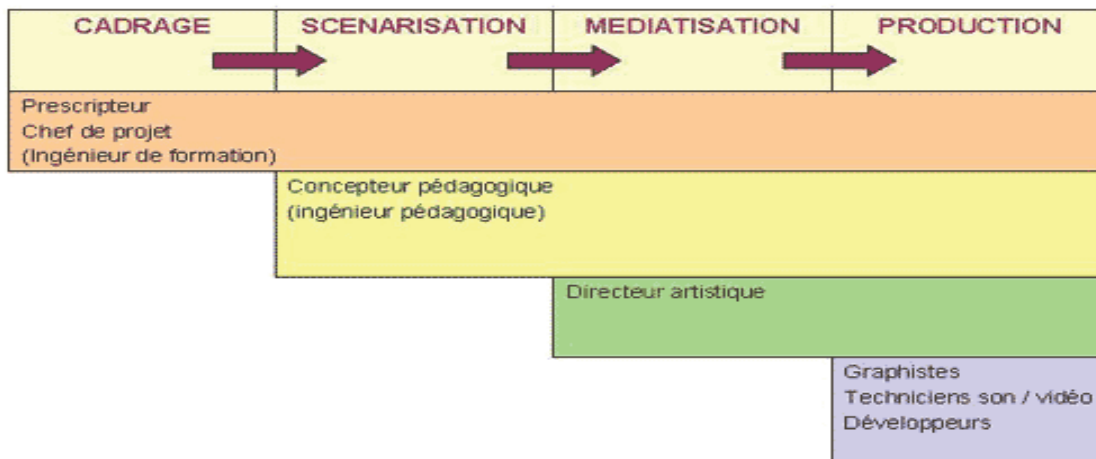 CADRAGE
SCENARISATION
MEDIATISATION
PRODUCTION
Prescripteur
Chef de projet
(Ingénieur de formation)
Concepteur pédagogique
(ingénieur pédagogique)
Directeur artistique
Graphistes
Techniciens son / vidéo
Développeurs